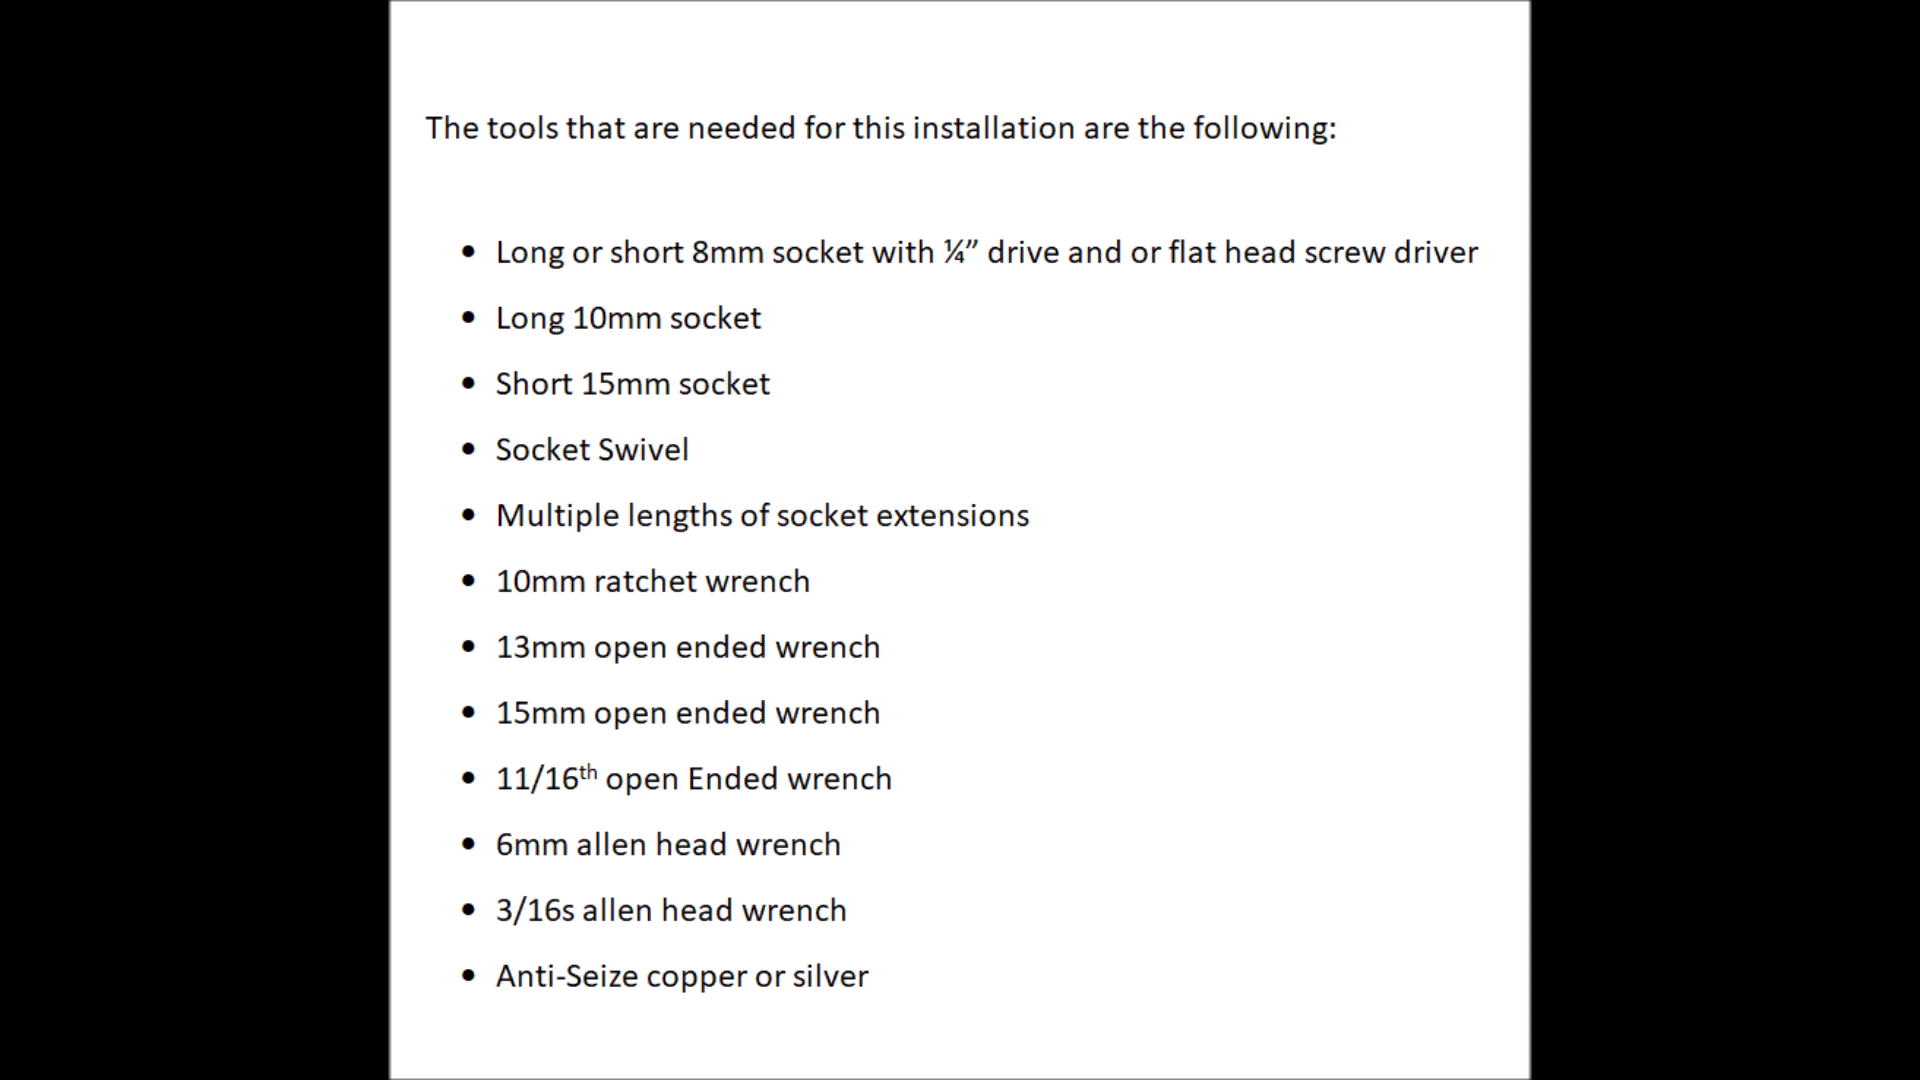 The tools that are needed for this installation are the following:
• Long or short 8mm socket with ¼” drive and or flat head screw driver
• Long 10mm socket
• Short 15mm socket
• Socket Swivel
• Multiple lengths of socket extensions
• 10mm ratchet wrench
• 13mm open ended wrench
• 15mm open ended wrench
• 11/16th open Ended wrench
• 6mm allen head wrench
• 3/16s allen head wrench
• Anti-Seize copper or silver